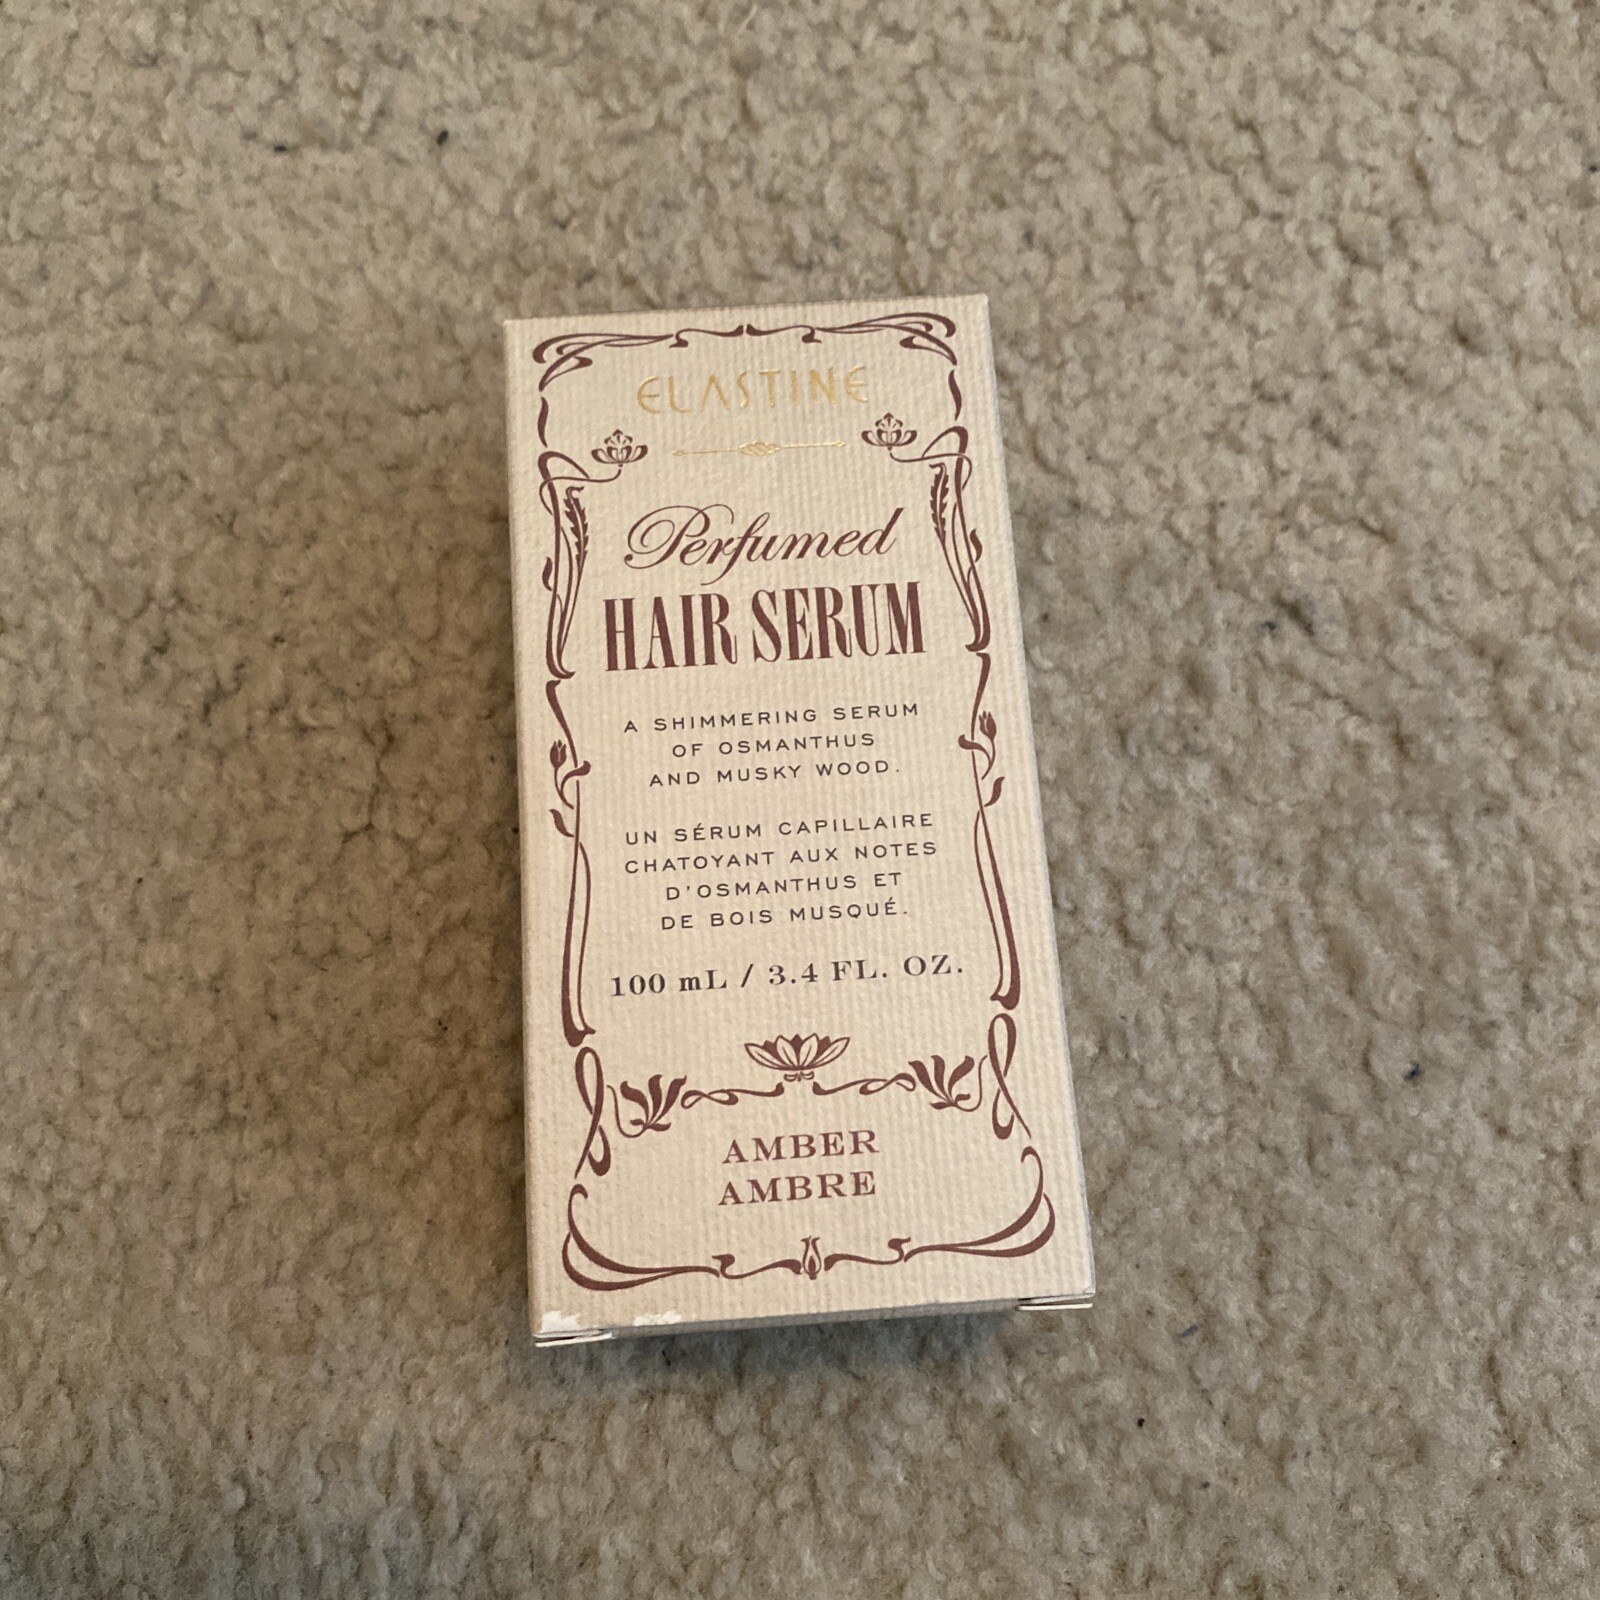 ELASTINE
Perfumed
HAIR SERUM
A SHIMMERING SERUM
OF OSMANTHUS
AND MUSKY WOOD.
UN SÉRUM CAPILLAIRE
CHATOYANT AUX NOTES
D'OSMANTHUS ET
DE BOIS MUSQUÉ.
100 mL / 3.4 FL. OZ.
AMBER
AMBRE